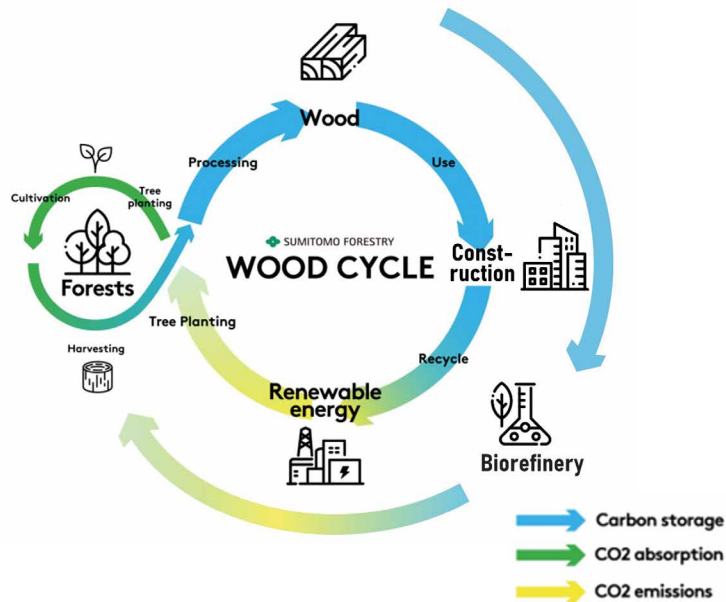 Wood
Processing
Use
Tree
planting
Cultivation
SUMITOMO FORESTRY
WOOD CYCLE
Const-
ruction
Forests
Tree Planting
Harvesting
Recycle
Renewable
energy
Biorefinery
Carbon storage
CO2 absorption
CO2 emissions